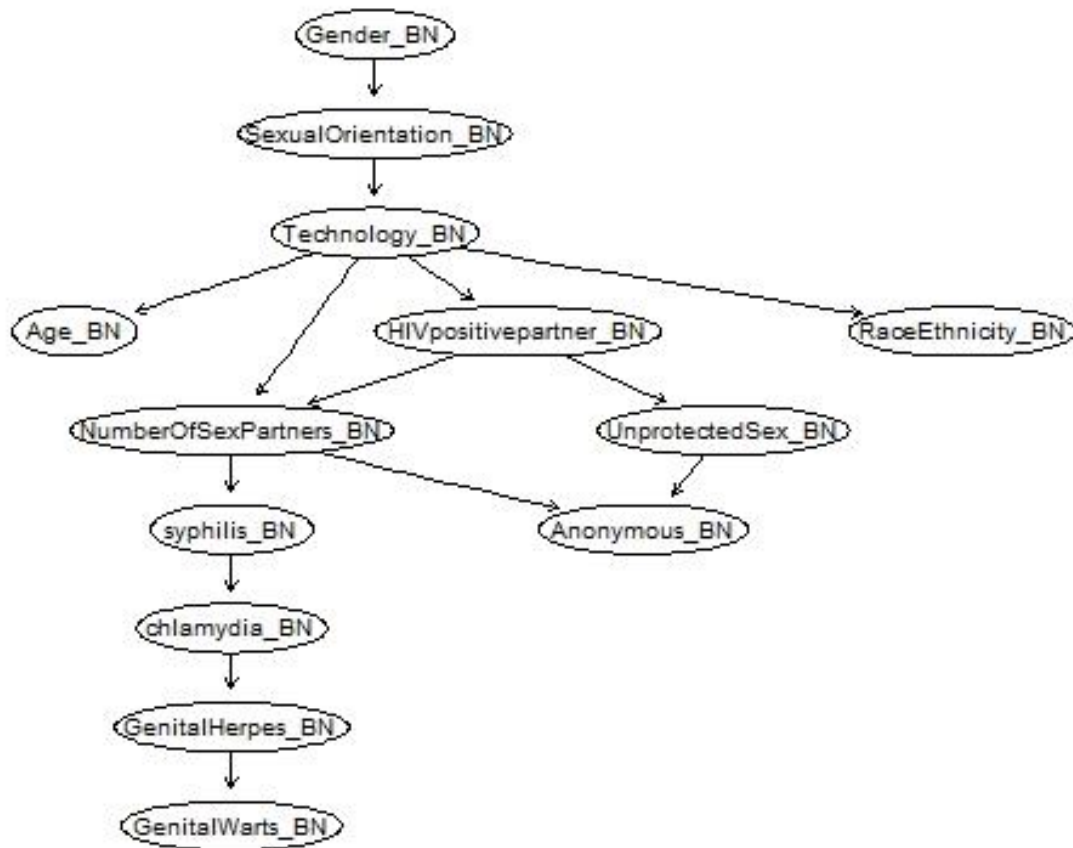 Gender_BN
SexualOrientation_BN
Technology_BN
Age_BN
HIVpositivepartner_BN
RaceEthnicity_BN
NumberOfSexPartners_BN
UnprotectedSex_BN
syphilis_BN
Anonymous_BN
chlamydia_BN
GenitalHerpes_BN
GenitalWarts_BN